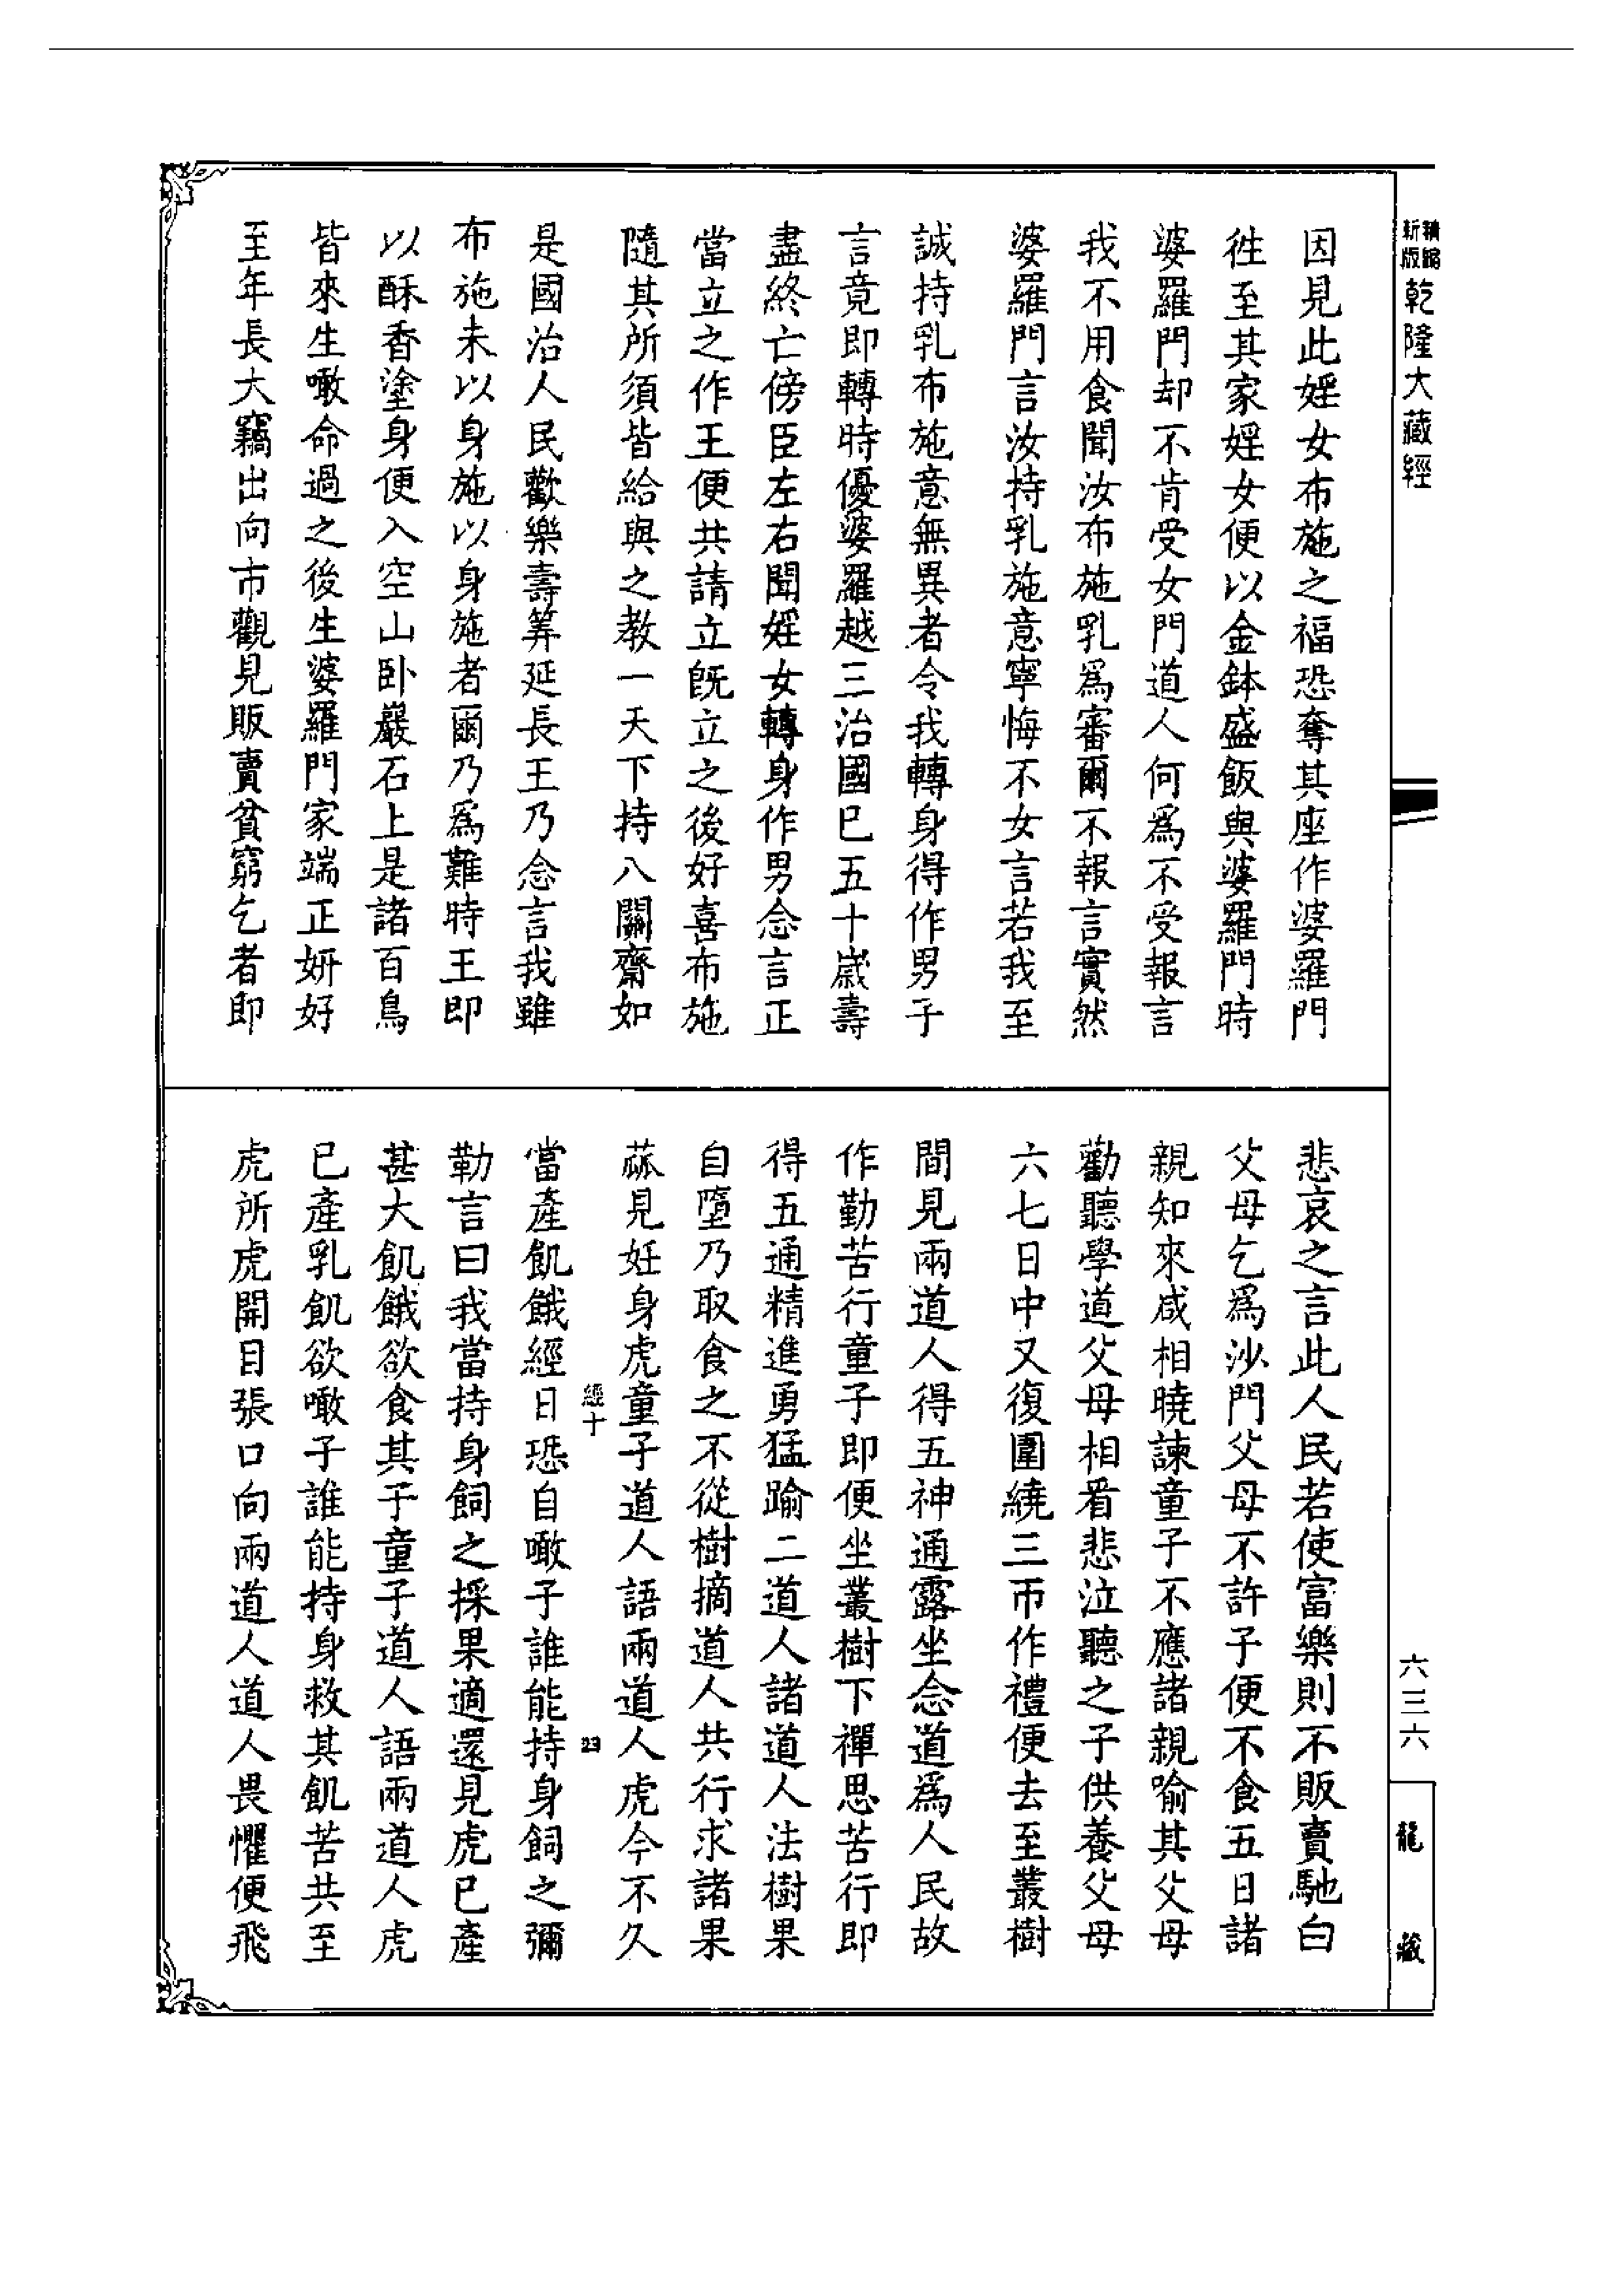 新版
精縮
乾隆大藏經
六三六
龍藏
因見此婬女布施之福恐奪其座作婆羅門
徃至其家婬女便以金鉢盛飯與婆羅門時
婆羅門却不肯受女門道人何爲不受報言
我不用食聞汝布施乳爲審爾不報言實然
婆羅門言汝持乳施意寧悔不女言若我至
誠持乳布施意無異者令我轉身得作男子
言竟即轉時優婆羅越三治國巳五十嵗壽
盡終亡傍臣左右聞婬女轉身作男念言正
當立之作王便共請立旣立之後好喜布施
隨其所須皆給與之教一天下持八關齋如
是國治人民歡樂壽筭延長王乃念言我雖
布施未以身施以身施者爾乃爲難時王即
以酥香塗身便入空山卧巖石上是諸百鳥
皆來生噉命過之後生婆羅門家端正妍好
至年長大竊出向市觀見販賣貧窮乞者即
悲哀之言此人民若使富樂則不販賣馳白
父母乞爲沙門父母不許子便不食五日諸
親知來咸相曉諫童子不應諸親喻其父母
勸聽學道父母相㸔悲泣聽之子供養父母
六七日中又復圍繞三帀作禮便去至叢樹
間見兩道人得五神通露坐念道爲人民故
作勤苦行童子即便坐叢樹下禪思苦行即
得五通精進勇猛踰二道人諸道人法樹果
自墮乃取食之不從樹摘道人共行求諸果
蓏見妊身虎童子道人語兩道人虎今不久
經十
當產飢餓經日恐自噉子誰能持身飼之彌
勒言曰我當持身飼之採果適還見虎已產
甚大飢餓欲食其子童子道人語兩道人虎
已產乳飢欲噉子誰能持身救其飢苦共至
虎所虎開目張口向兩道人道人畏懼便飛